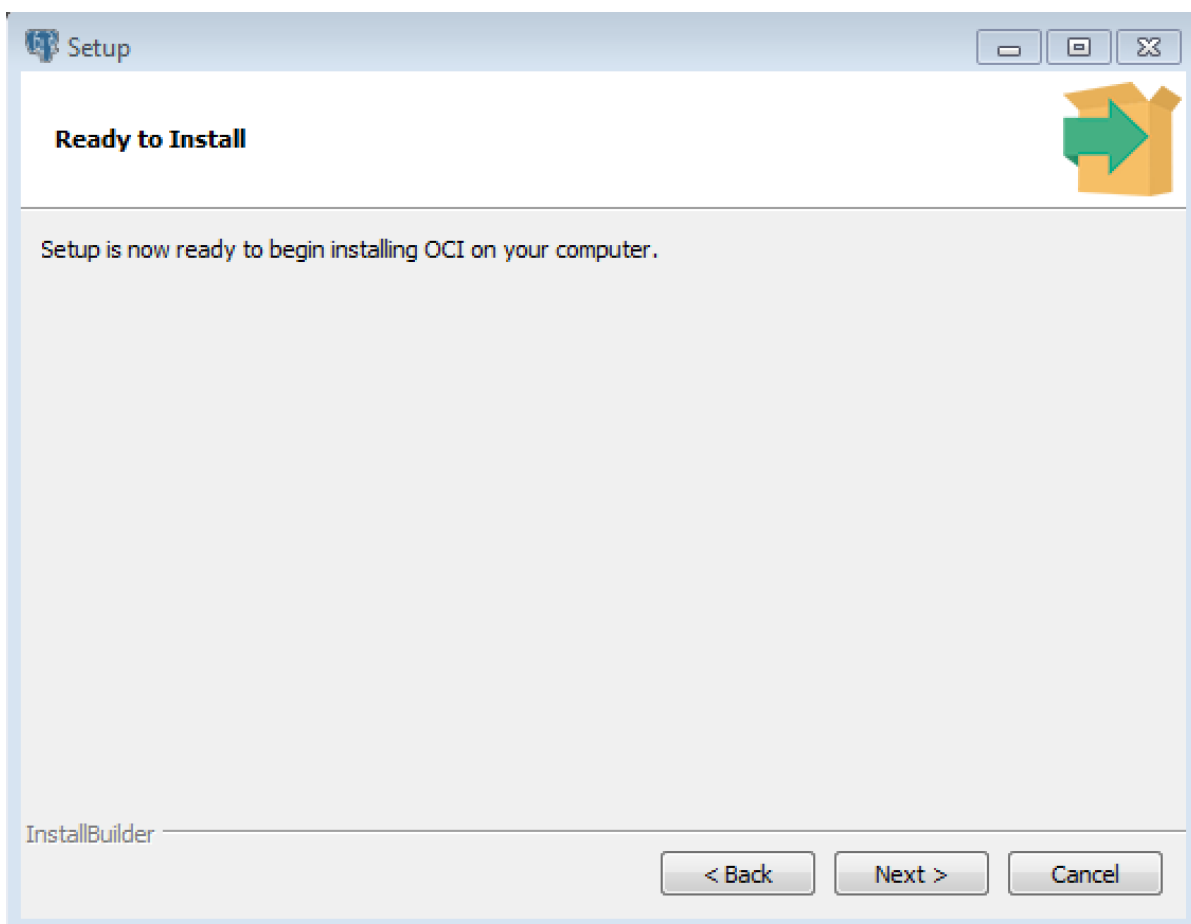 Setup
Ready to Install
Setup is now ready to begin installing OCI on your computer.
InstallBuilder
< Back
Next >
Cancel